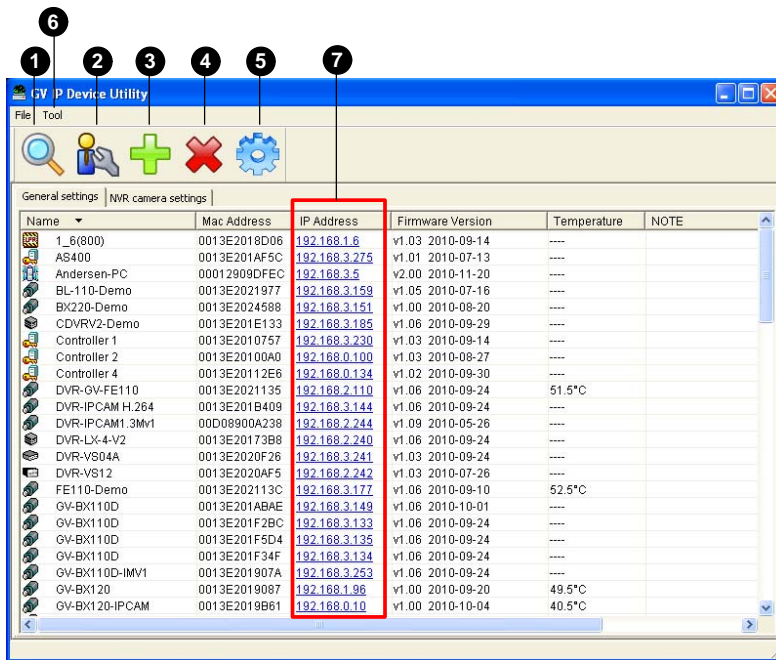 6
1 2 3 4 5 7
GV IP Device Utility
File Tool
General settings NVR camera settings
Name Mac Address IP Address Firmware Version Temperature NOTE
LPR 1_6(800) 0013E2018D06 192.168.1.6 v1.03 2010-09-14 ----
AS400 0013E201AF5C 192.168.3.275 v1.01 2010-07-13 ----
Andersen-PC 00012909DFEC 192.168.3.5 v2.00 2010-11-20 ----
BL-110-Demo 0013E2021977 192.168.3.159 v1.05 2010-07-16 ----
BX220-Demo 0013E2024588 192.168.3.151 v1.00 2010-08-20 ----
CDVRV2-Demo 0013E201E133 192.168.3.185 v1.06 2010-09-29 ----
Controller 1 0013E2010757 192.168.3.230 v1.03 2010-09-14 ----
Controller 2 0013E20100A0 192.168.0.100 v1.03 2010-08-27 ----
Controller 4 0013E20112E6 192.168.0.134 v1.02 2010-09-30 ----
DVR-GV-FE110 0013E2021135 192.168.2.110 v1.06 2010-09-24 51.5°C
DVR-IPCAM H.264 0013E201B409 192.168.3.144 v1.06 2010-09-24 ----
DVR-IPCAM1.3Mv1 00D08900A238 192.168.2.244 v1.09 2010-05-26 ----
DVR-LX-4-V2 0013E20173B8 192.168.2.240 v1.06 2010-09-24 ----
DVR-VS04A 0013E2020F26 192.168.3.241 v1.03 2010-09-24 ----
DVR-VS12 0013E2020AF5 192.168.2.242 v1.03 2010-07-26 ----
FE110-Demo 0013E202113C 192.168.3.177 v1.06 2010-09-10 52.5°C
GV-BX110D 0013E201ABAE 192.168.3.149 v1.06 2010-10-01 ----
GV-BX110D 0013E201F2BC 192.168.3.133 v1.06 2010-09-24 ----
GV-BX110D 0013E201F5D4 192.168.3.135 v1.06 2010-09-24 ----
GV-BX110D 0013E201F34F 192.168.3.134 v1.06 2010-09-24 ----
GV-BX110D-IMV1 0013E201907A 192.168.3.253 v1.06 2010-09-24 ----
GV-BX120 0013E2019087 192.168.1.96 v1.00 2010-09-20 49.5°C
GV-BX120-IPCAM 0013E2019B61 192.168.0.10 v1.00 2010-10-04 40.5°C